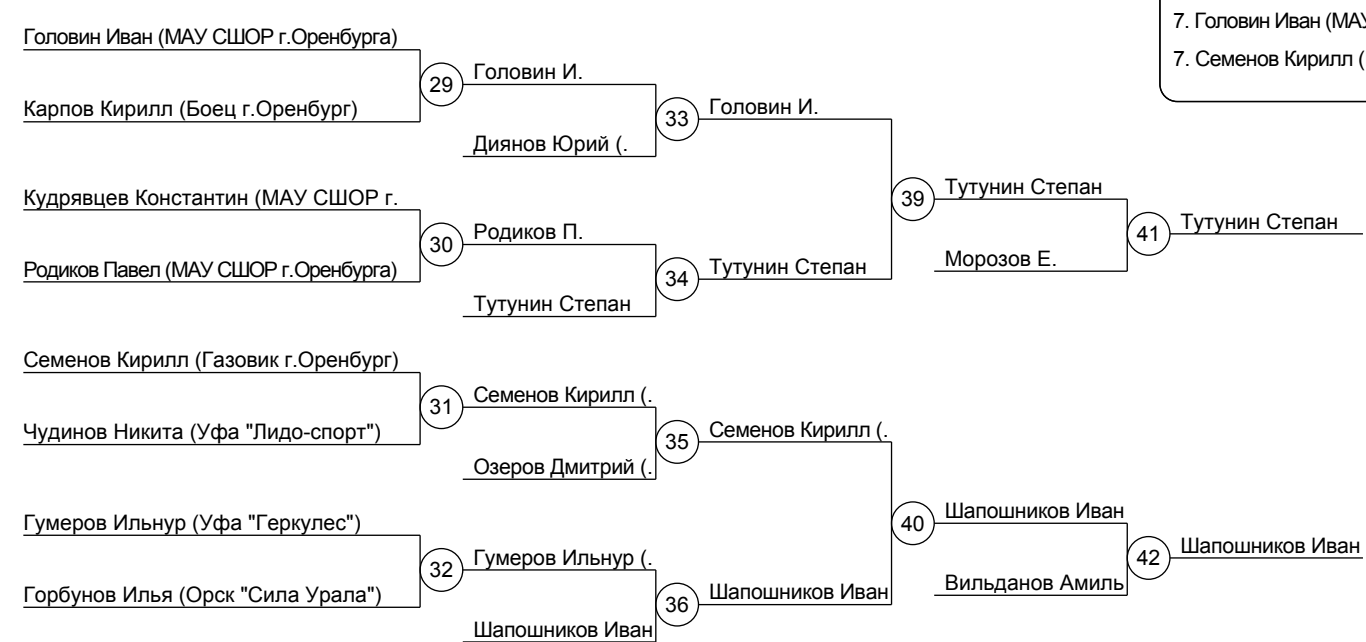 7. Головин Иван (МАУ
7. Семенов Кирилл (
Головин Иван (МАУ СШОР г.Оренбурга)
29
Головин И.
Карпов Кирилл (Боец г.Оренбург)
33
Головин И.
Диянов Юрий (.
Кудрявцев Константин (МАУ СШОР г.
39
Тутунин Степан
30
Родиков П.
41
Тутунин Степан
Родиков Павел (МАУ СШОР г.Оренбурга)
34
Тутунин Степан
Морозов Е.
Тутунин Степан
Семенов Кирилл (Газовик г.Оренбург)
31
Семенов Кирилл (.
Чудинов Никита (Уфа "Лидо-спорт")
35
Семенов Кирилл (.
Озеров Дмитрий (.
Гумеров Ильнур (Уфа "Геркулес")
40
Шапошников Иван
32
Гумеров Ильнур (.
42
Шапошников Иван
Горбунов Илья (Орск "Сила Урала")
36
Шапошников Иван
Вильданов Амиль
Шапошников Иван